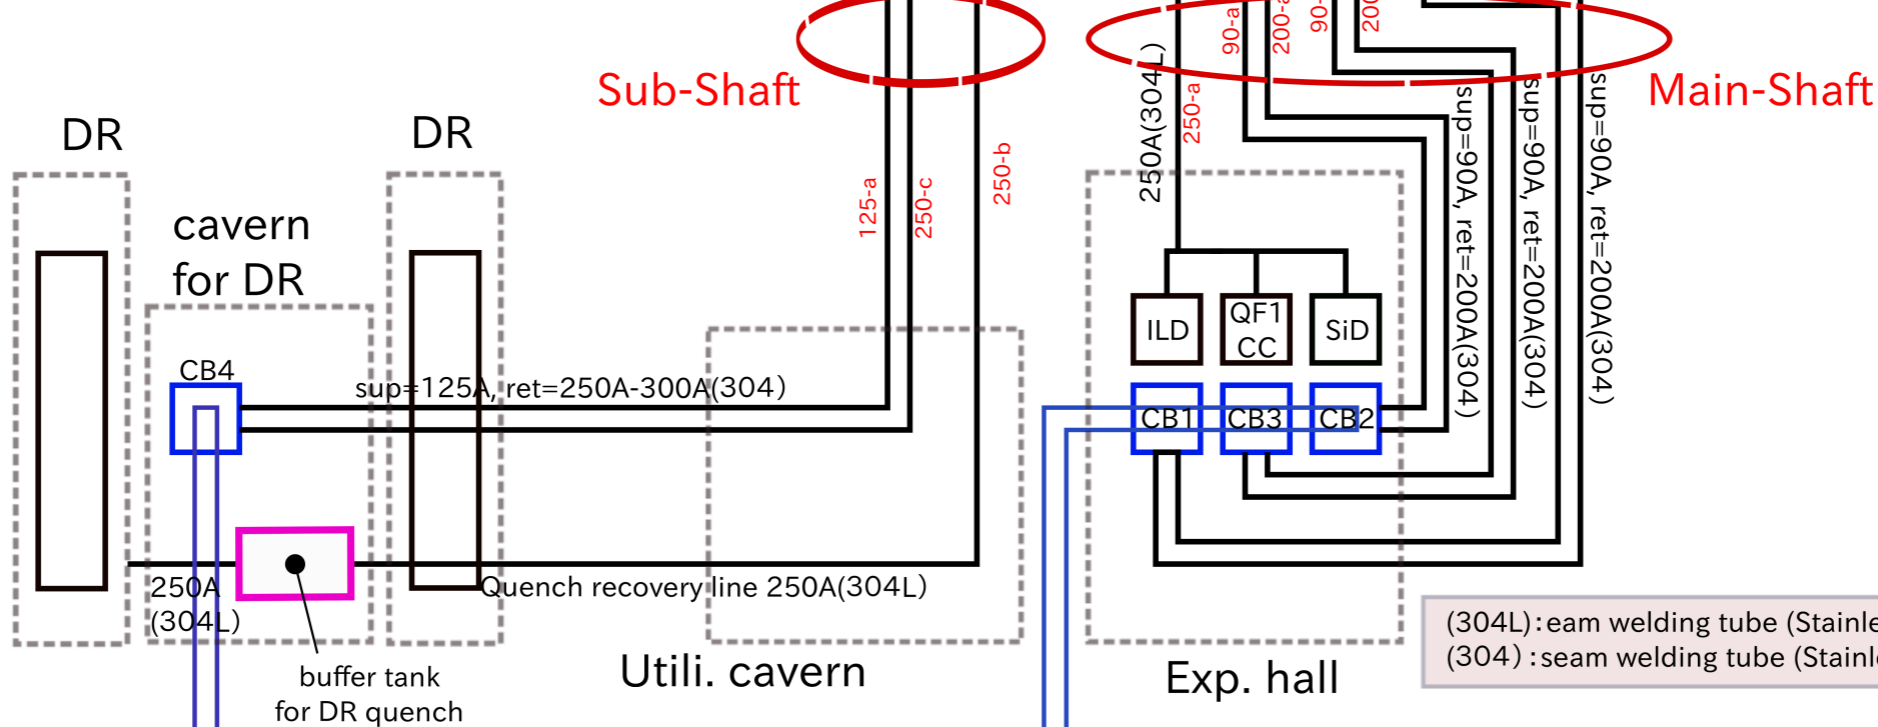 90-a
200-a
90-
200
Sub-Shaft
Main-Shaft
250A(304L)
250-a
DR
DR
125-a
250-c
250-b
sup=90A, ret=200A(304)
sup=90A, ret=200A(304)
sup=90A, ret=200A(304)
cavern
for DR
ILD
QF1
CC
SiD
CB4
sup=125A, ret=250A-300A(304)
CB1
CB3
CB2
250A
(304L)
Quench recovery line 250A(304L)
buffer tank
for DR quench
Utili. cavern
Exp. hall
(304L):eam welding tube (Stainle
(304) :seam welding tube (Stainl